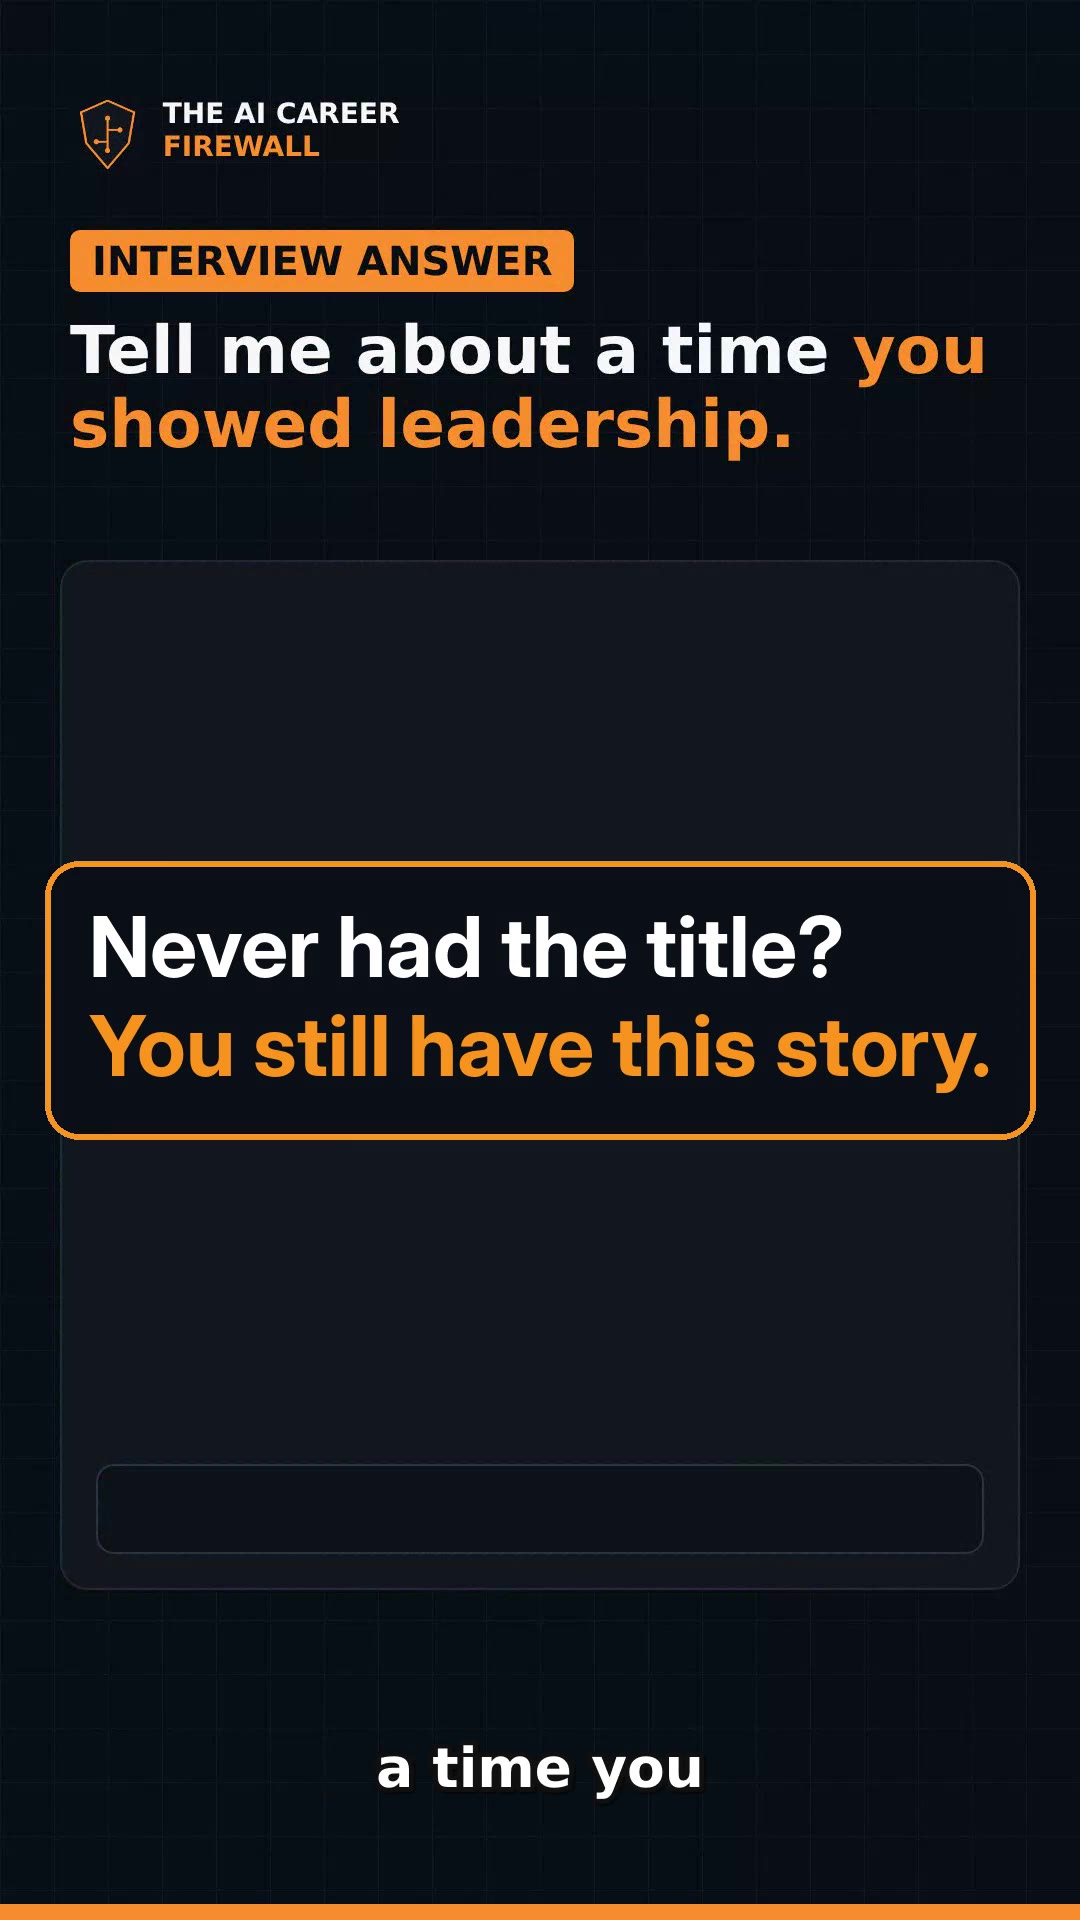 THE AI CAREER
FIREWALL
INTERVIEW ANSWER
Tell me about a time you
showed leadership.
Never had the title?
You still have this story.
a time you